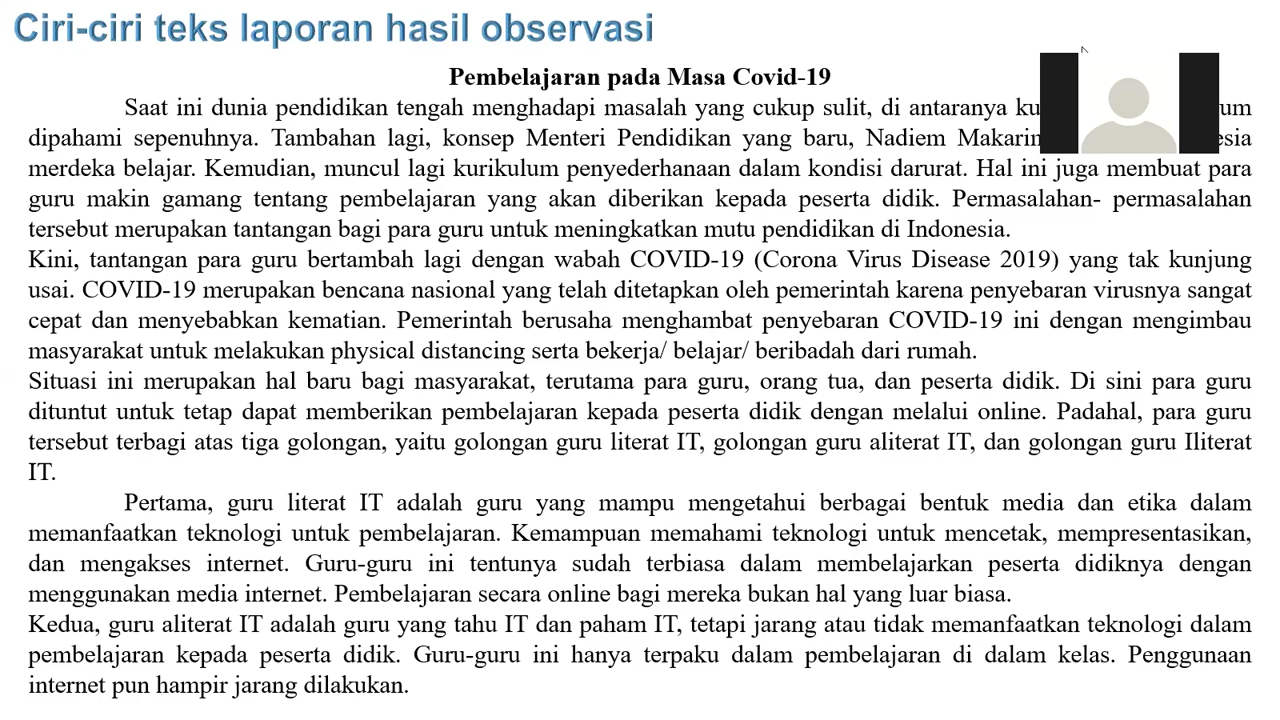 Ciri-ciri teks laporan hasil observasi
Pembelajaran pada Masa Covid-19
Saat ini dunia pendidikan tengah menghadapi masalah yang cukup sulit, di antaranya
dipahami sepenuhnya. Tambahan lagi, konsep Menteri Pendidikan yang baru, Nadiem
merdeka belajar. Kemudian, muncul lagi kurikulum penyederhanaan dalam kondisi darurat. Hal ini juga membuat para
guru makin gamang tentang pembelajaran yang akan diberikan kepada peserta didik. Permasalahan- permasalahan
tersebut merupakan tantangan bagi para guru untuk meningkatkan mutu pendidikan di Indonesia.
Kini, tantangan para guru bertambah lagi dengan wabah COVID-19 (Corona Virus Disease 2019) yang tak kunjung
usai. COVID-19 merupakan bencana nasional yang telah ditetapkan oleh pemerintah karena penyebaran virusnya sangat
cepat dan menyebabkan kematian. Pemerintah berusaha menghambat penyebaran COVID-19 ini dengan mengimbau
masyarakat untuk melakukan physical distancing serta bekerja/ belajar/ beribadah dari rumah.
Situasi ini merupakan hal baru bagi masyarakat, terutama para guru, orang tua, dan peserta didik. Di sini para guru
dituntut untuk tetap dapat memberikan pembelajaran kepada peserta didik dengan melalui online. Padahal, para guru
tersebut terbagi atas tiga golongan, yaitu golongan guru literat IT, golongan guru aliterat IT, dan golongan guru Iliterat
IT.
Pertama, guru literat IT adalah guru yang mampu mengetahui berbagai bentuk media dan etika dalam
memanfaatkan teknologi untuk pembelajaran. Kemampuan memahami teknologi untuk mencetak, mempresentasikan,
dan mengakses internet. Guru-guru ini tentunya sudah terbiasa dalam membelajarkan peserta didiknya dengan
menggunakan media internet. Pembelajaran secara online bagi mereka bukan hal yang luar biasa.
Kedua, guru aliterat IT adalah guru yang tahu IT dan paham IT, tetapi jarang atau tidak memanfaatkan teknologi dalam
pembelajaran kepada peserta didik. Guru-guru ini hanya terpaku dalam pembelajaran di dalam kelas. Penggunaan
internet pun hampir jarang dilakukan.